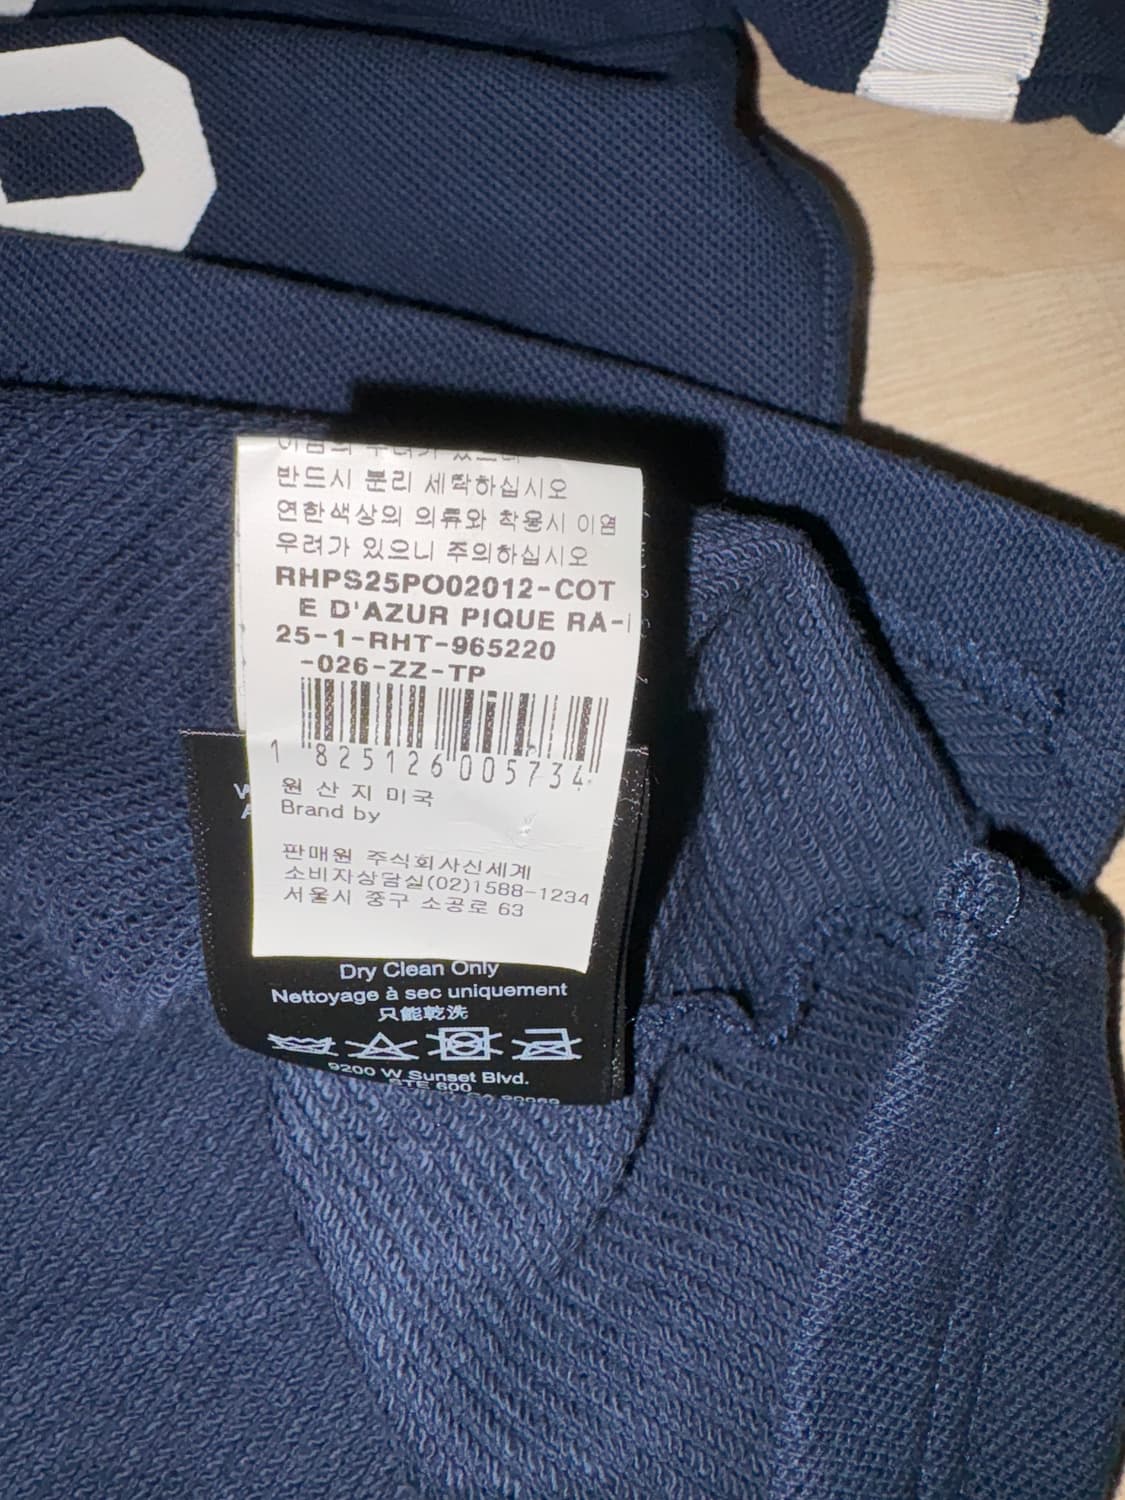 반드시 분리 세탁하십시오
연한색상의 의류와 착용시 이염
우려가 있으니 주의하십시오
RHPS25PO02012-COT
E D'AZUR PIQUE RA-
25-1-RHT-965220
-026-ZZ-TP
1 825126 005734
원 산 지 미국
Brand by
판매원 주식회사신세계
소비자상담실(02)1588-1234
서울시 중구 소공로 63
Dry Clean Only
Nettoyage à sec uniquement
只能乾洗
9200 W Sunset Blvd.
STE 600